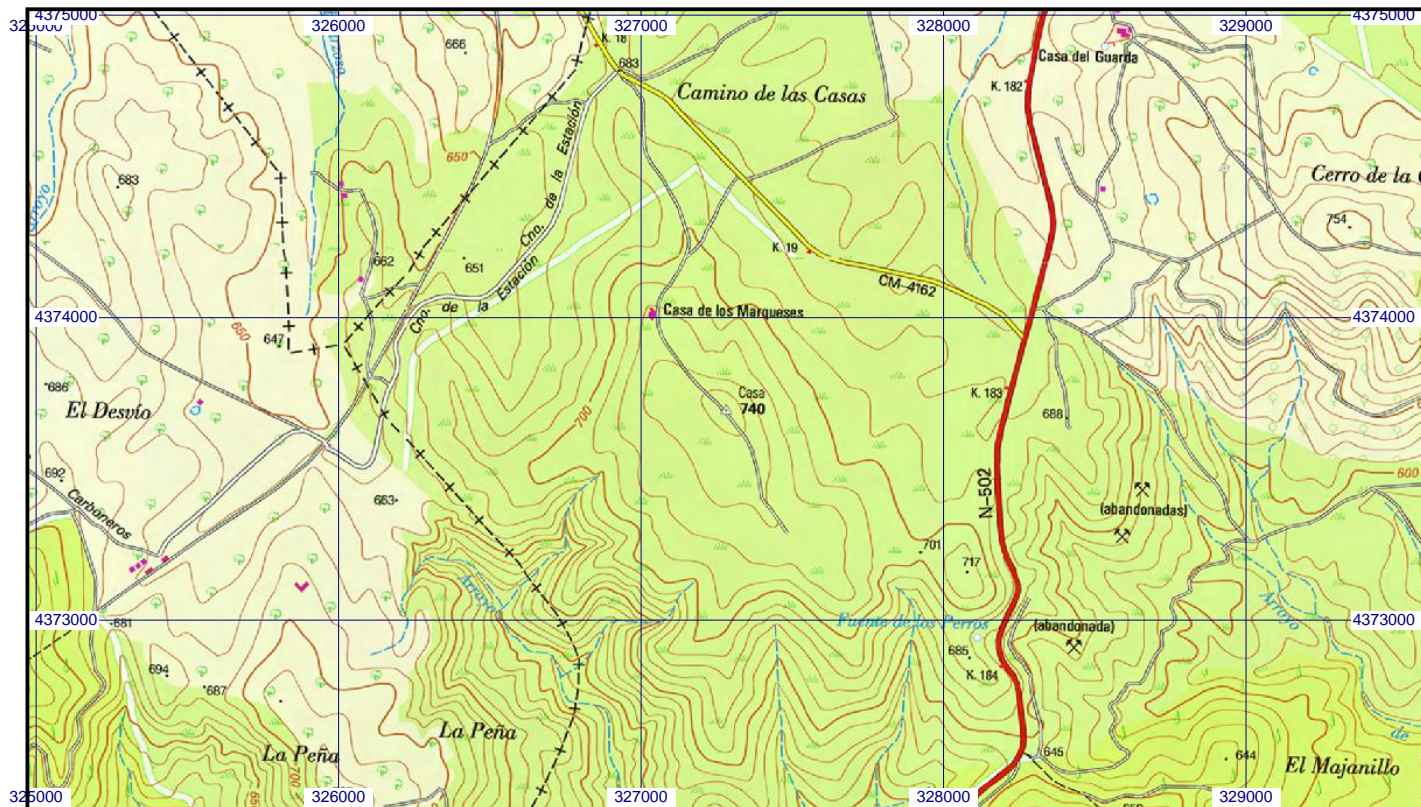 4375000
325000
326000
327000
328000
329000
4375000
K. 18
666
683
Casa del Guarda
K. 182
Camino de las Casas
650
683
Arroyo
Cno. de la Estación
Cerro de la
754
662
651
K. 19
CM-4162
Cno. de la Estación
4374000
650
647
Casa de los Marqueses
4374000
686
El Desvío
Casa
740
700
K. 183
688
692
Carboneros
663
N-502
600
(abandonadas)
701
717
Arroyo
4373000
681
Fuente de los Perros
(abandonada)
Arroyo
4373000
694
687
685
K. 184
La Peña
La Peña
700
645
644
de
El Majanillo
325000
326000
327000
328000
329000